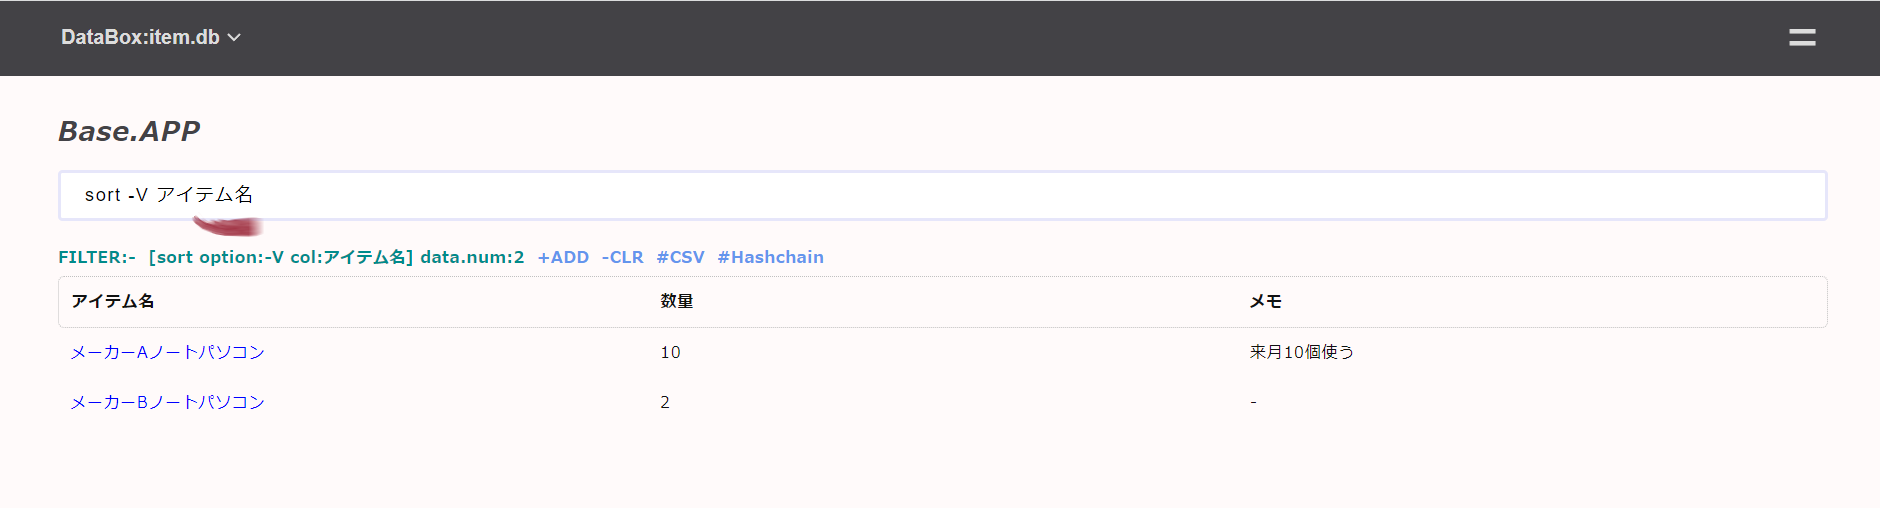 DataBox:item.db
Base.APP
sort -V アイテム名
FILTER:- [sort option:-V col:アイテム名] data.num:2 +ADD -CLR #CSV #Hashchain
アイテム名 数量 メモ
メーカーAノートパソコン 10 来月10個使う
メーカーBノートパソコン 2 -